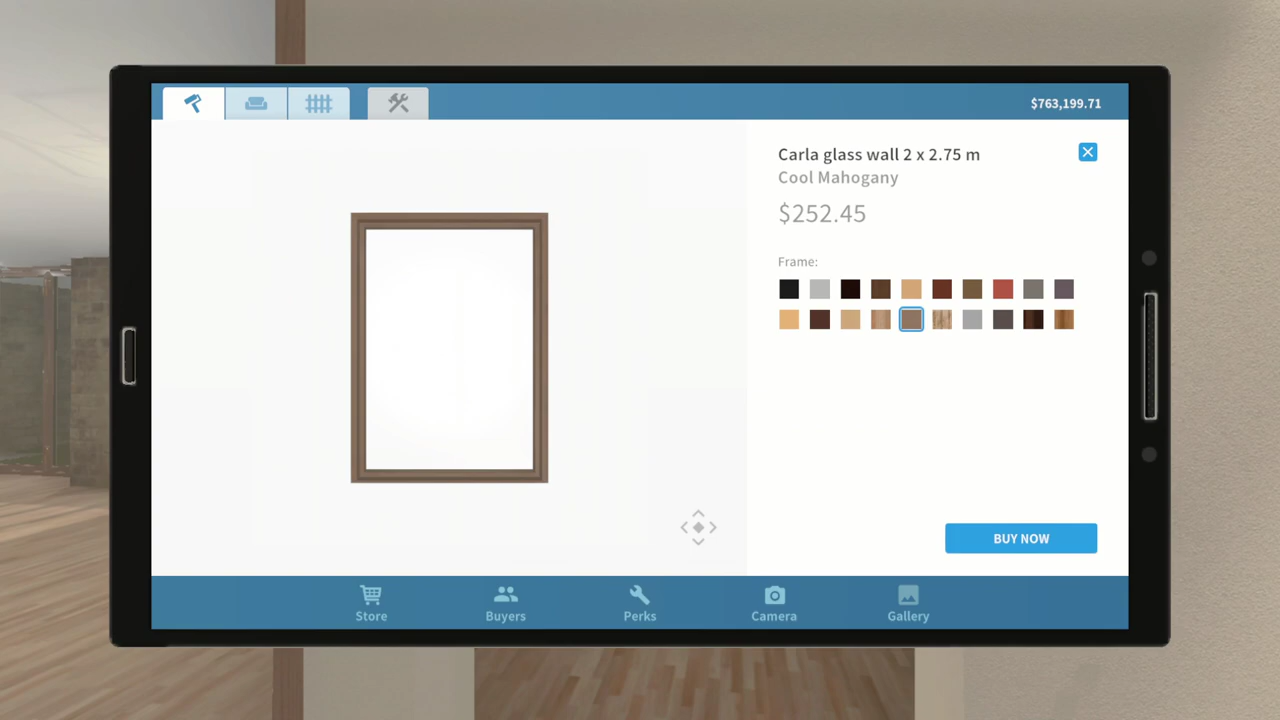 $763,199.71
Carla glass wall 2 x 2.75 m
Cool Mahogany
$252.45
Frame:
BUY NOW
Store
Buyers
Perks
Camera
Gallery